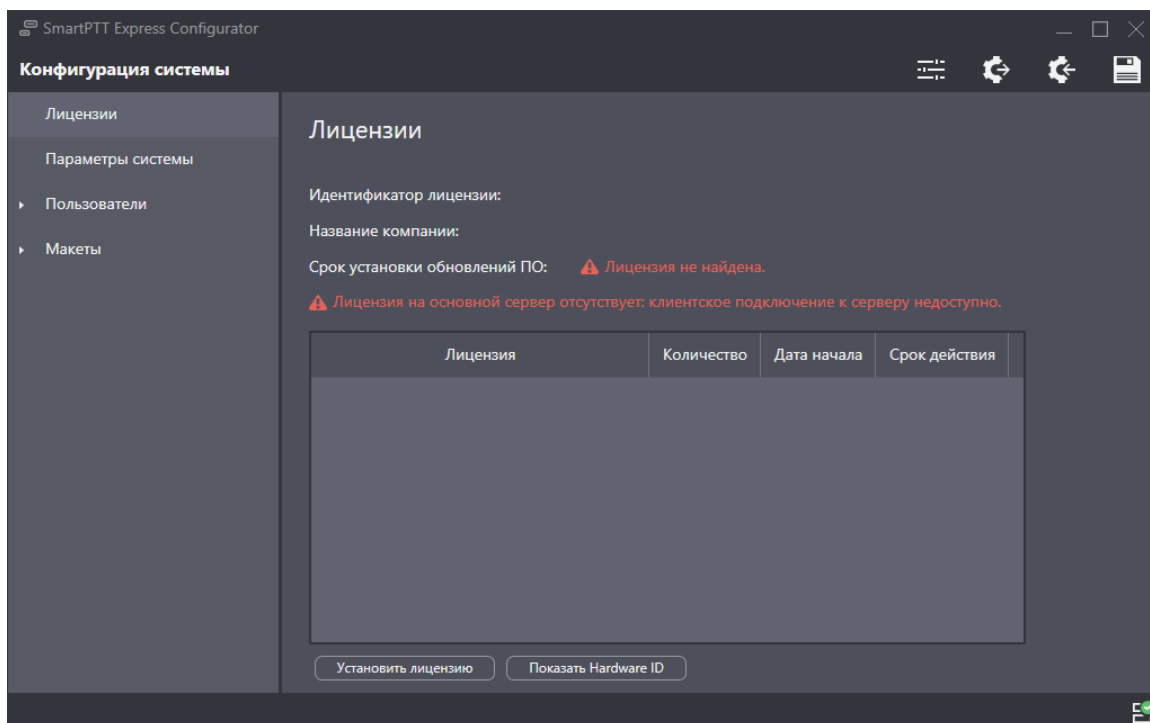 SmartPTT Express Configurator
Конфигурация системы
Лицензии
Параметры системы
Пользователи
Макеты
Лицензии
Идентификатор лицензии:
Название компании:
Срок установки обновлений ПО: Лицензия не найдена.
Лицензия на основной сервер отсутствует: клиентское подключение к серверу недоступно.
Лицензия Количество Дата начала Срок действия
Установить лицензию Показать Hardware ID